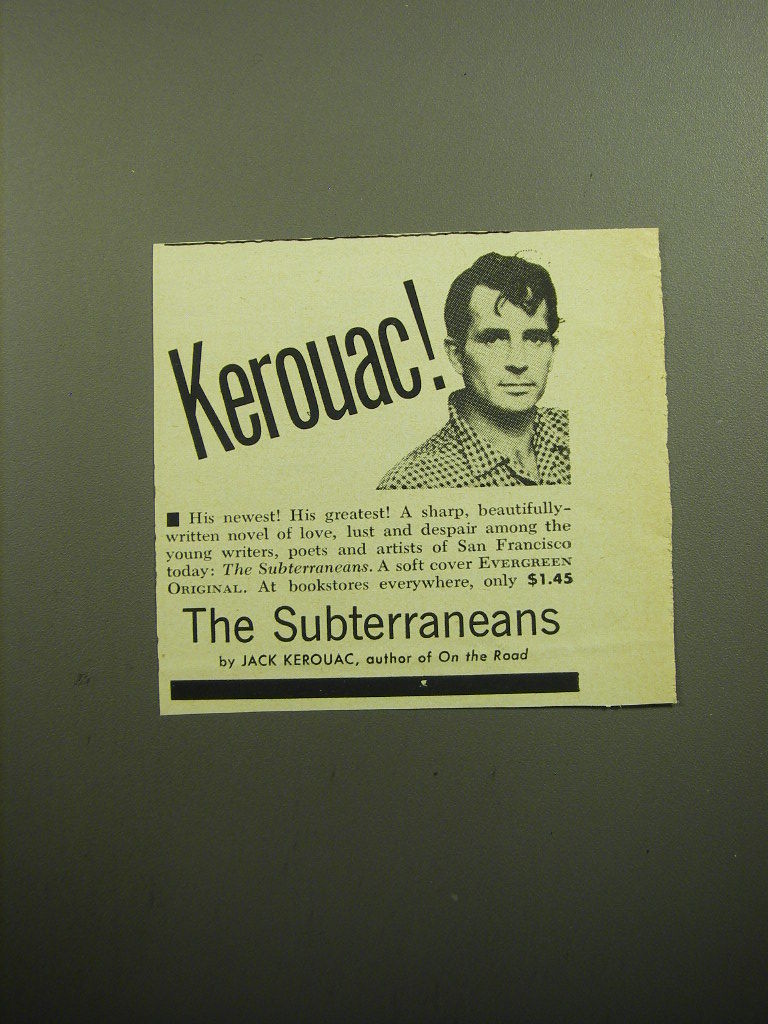 Kerouac!
■ His newest! His greatest! A sharp, beautifully-
written novel of love, lust and despair among the
young writers, poets and artists of San Francisco
today: The Subterraneans. A soft cover EVERGREEN
ORIGINAL. At bookstores everywhere, only $1.45
The Subterraneans
by JACK KEROUAC, author of On the Road